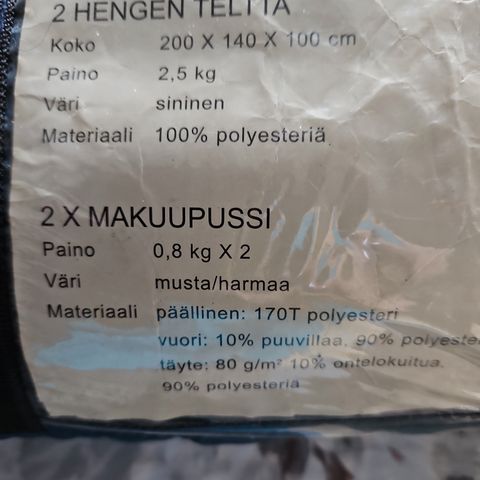 2 HENGEN TELTTA
Koko 200 X 140 X 100 cm
Paino 2,5 kg
Väri sininen
Materiaali 100% polyesteriä
2 X MAKUUPUSSI
Paino 0,8 kg X 2
Väri musta/harmaa
Materiaali päällinen: 170T polyesteri
vuori: 10% puuvillaa, 90% polyeste
täyte: 80 g/m² 10% ontelokuitua,
90% polyesteriä